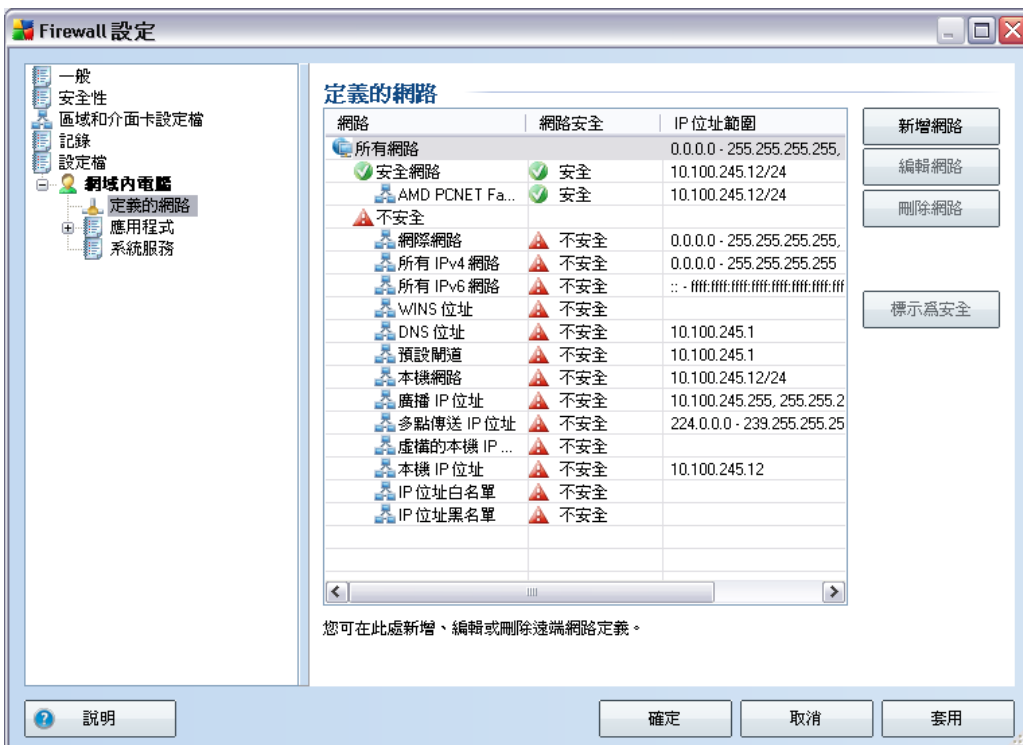 Firewall 設定
一般
安全性
區域和介面卡設定檔
記錄
設定檔
網域內電腦
定義的網路
應用程式
系統服務
定義的網路
網路 網路安全 IP 位址範圍
所有網路 0.0.0.0 - 255.255.255.255,
安全網路 安全 10.100.245.12/24
AMD PCNET Fa... 安全 10.100.245.12/24
不安全
網際網路 不安全 0.0.0.0 - 255.255.255.255,
所有 IPv4 網路 不安全 0.0.0.0 - 255.255.255.255
所有 IPv6 網路 不安全 :: - ffff:ffff:ffff:ffff:ffff:ffff:ffff:fff
WINS 位址 不安全
DNS 位址 不安全 10.100.245.1
預設閘道 不安全 10.100.245.1
本機網路 不安全 10.100.245.12/24
廣播 IP 位址 不安全 10.100.245.255, 255.255.2
多點傳送 IP 位址 不安全 224.0.0.0 - 239.255.255.25
虛構的本機 IP ... 不安全
本機 IP 位址 不安全 10.100.245.12
IP 位址白名單 不安全
IP 位址黑名單 不安全
您可在此處新增、編輯或刪除遠端網路定義。
新增網路
編輯網路
刪除網路
標示為安全
說明
確定
取消
套用